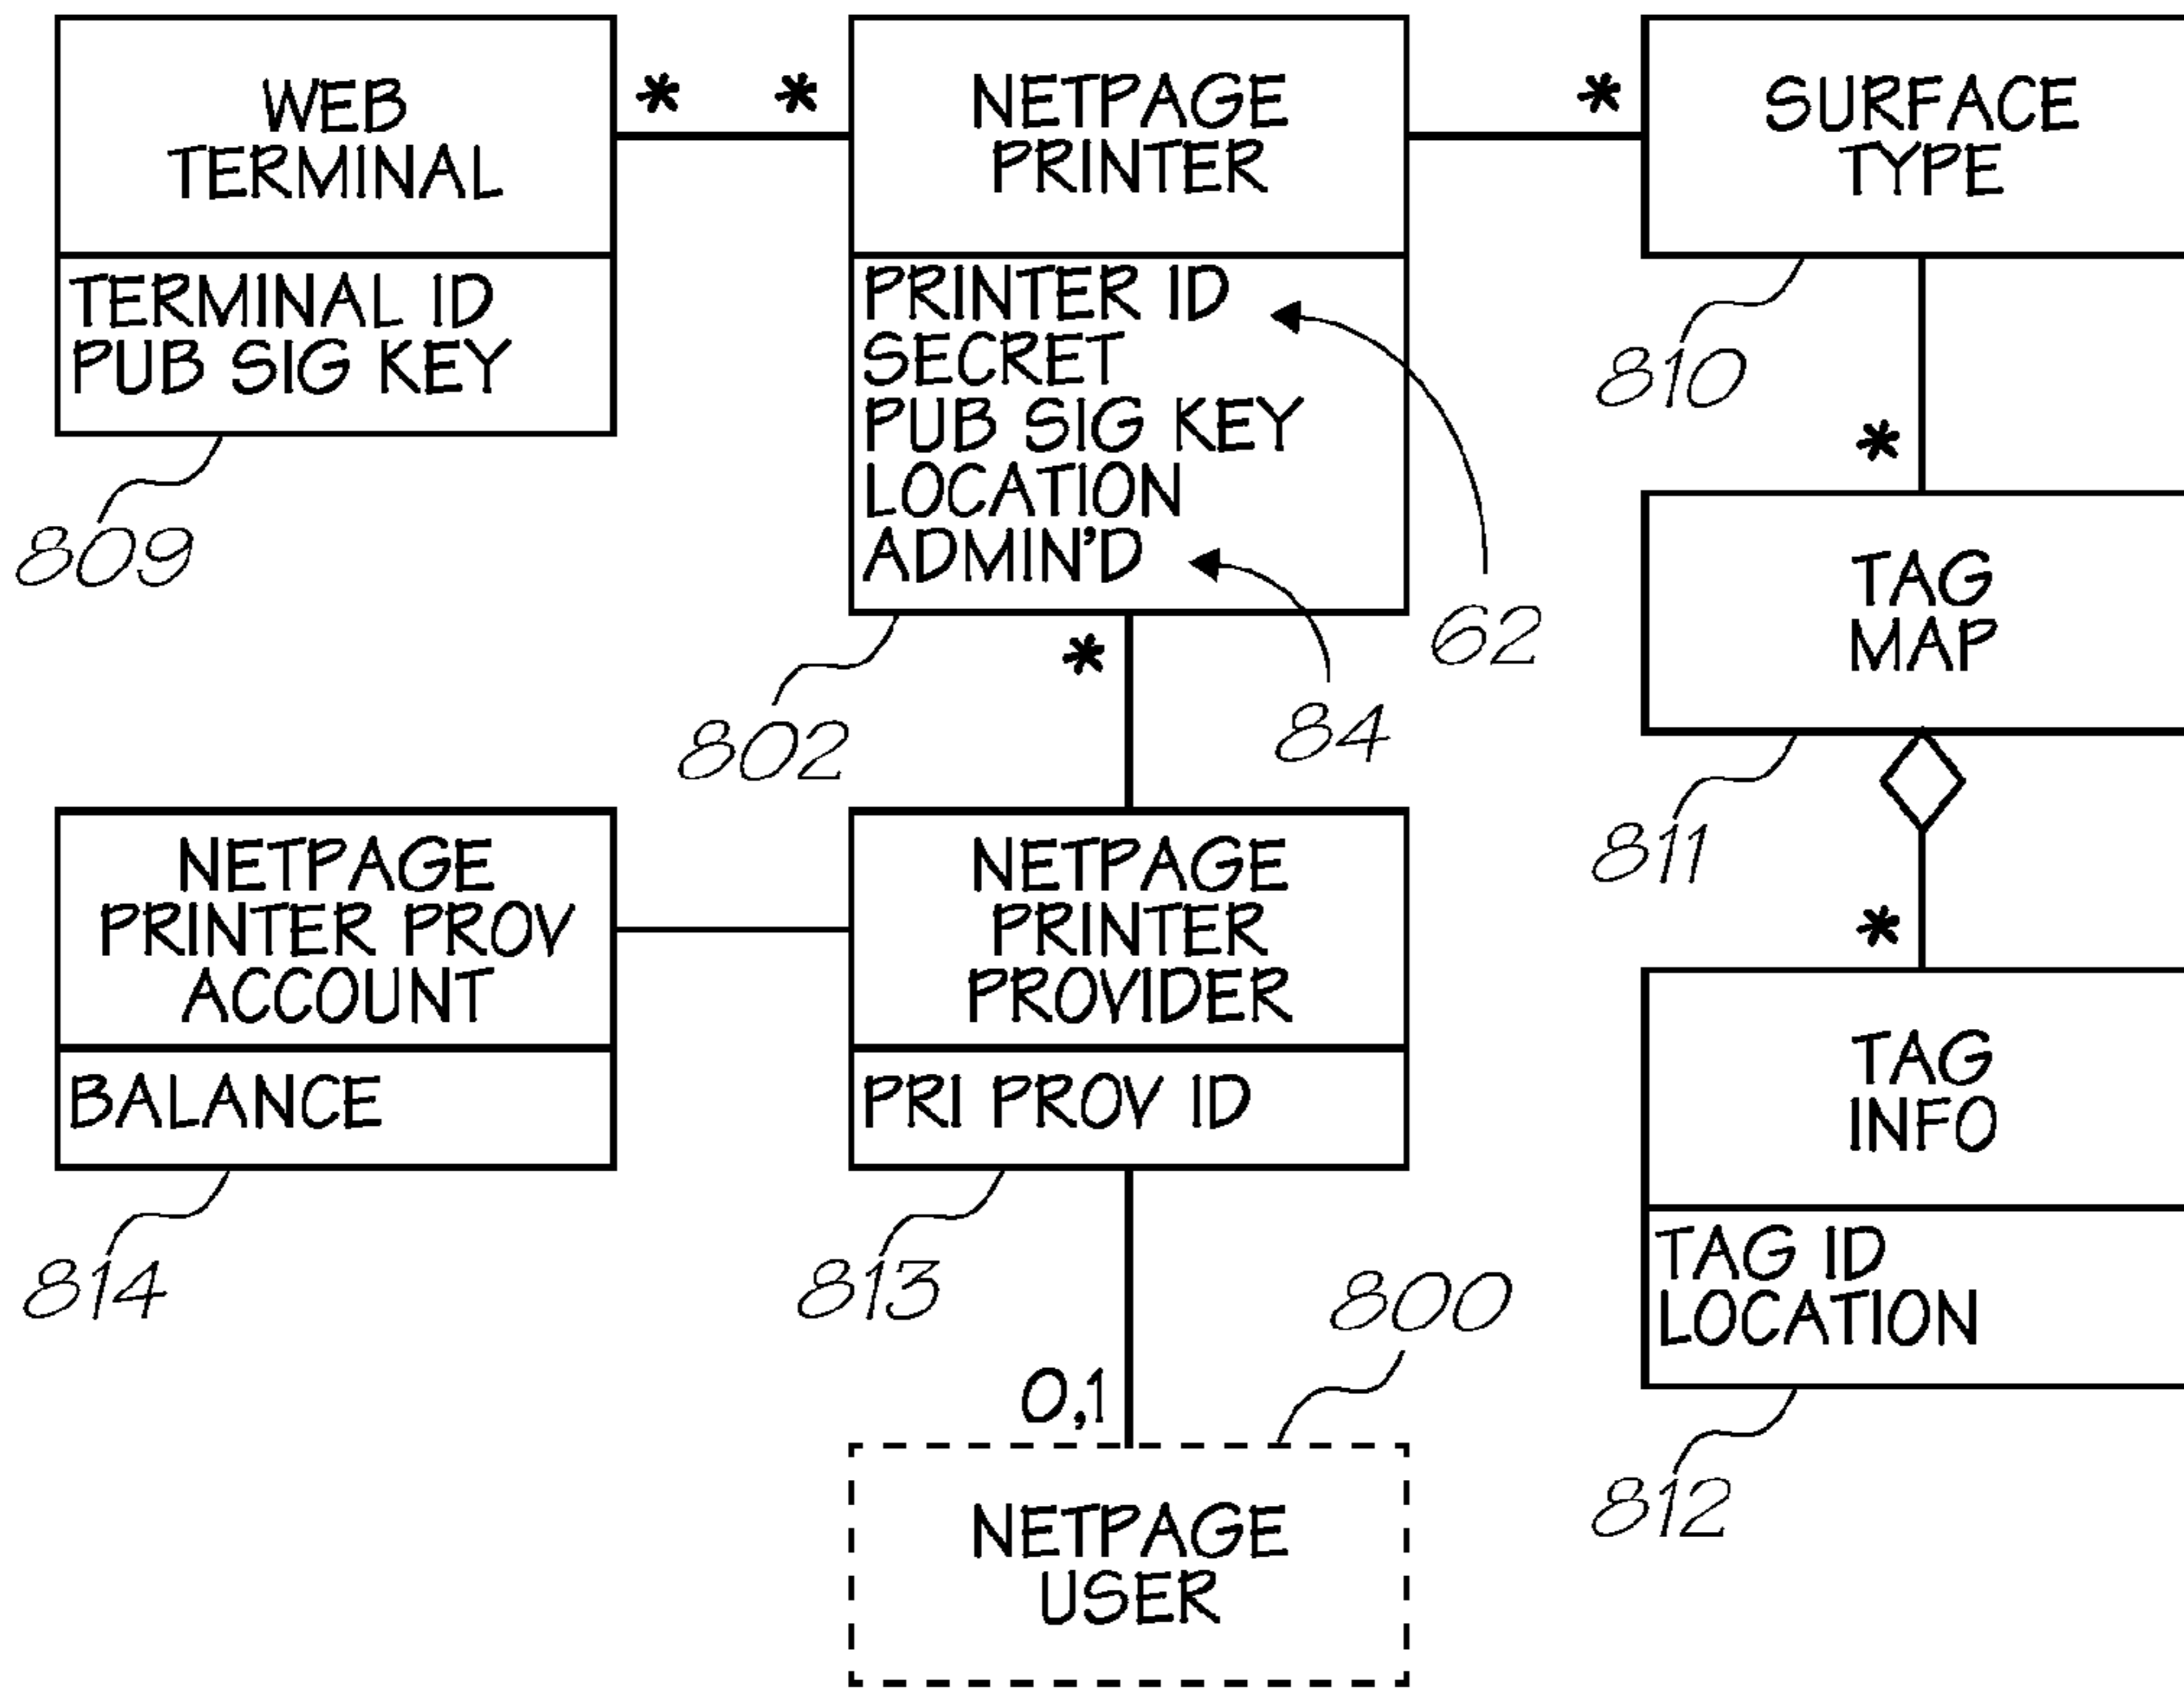 WEB
TERMINAL
* *
NETPAGE
PRINTER
*
SURFACE
TYPE
TERMINAL ID
PUB SIG KEY
809
PRINTER ID
SECRET
PUB SIG KEY
LOCATION
ADMIN'D
62
84
802
*
810
*
TAG
MAP
811
*
NETPAGE
PRINTER PROV
ACCOUNT
BALANCE
814
NETPAGE
PRINTER
PROVIDER
PRI PROV ID
813
TAG
INFO
TAG ID
LOCATION
812
800
0,1
NETPAGE
USER